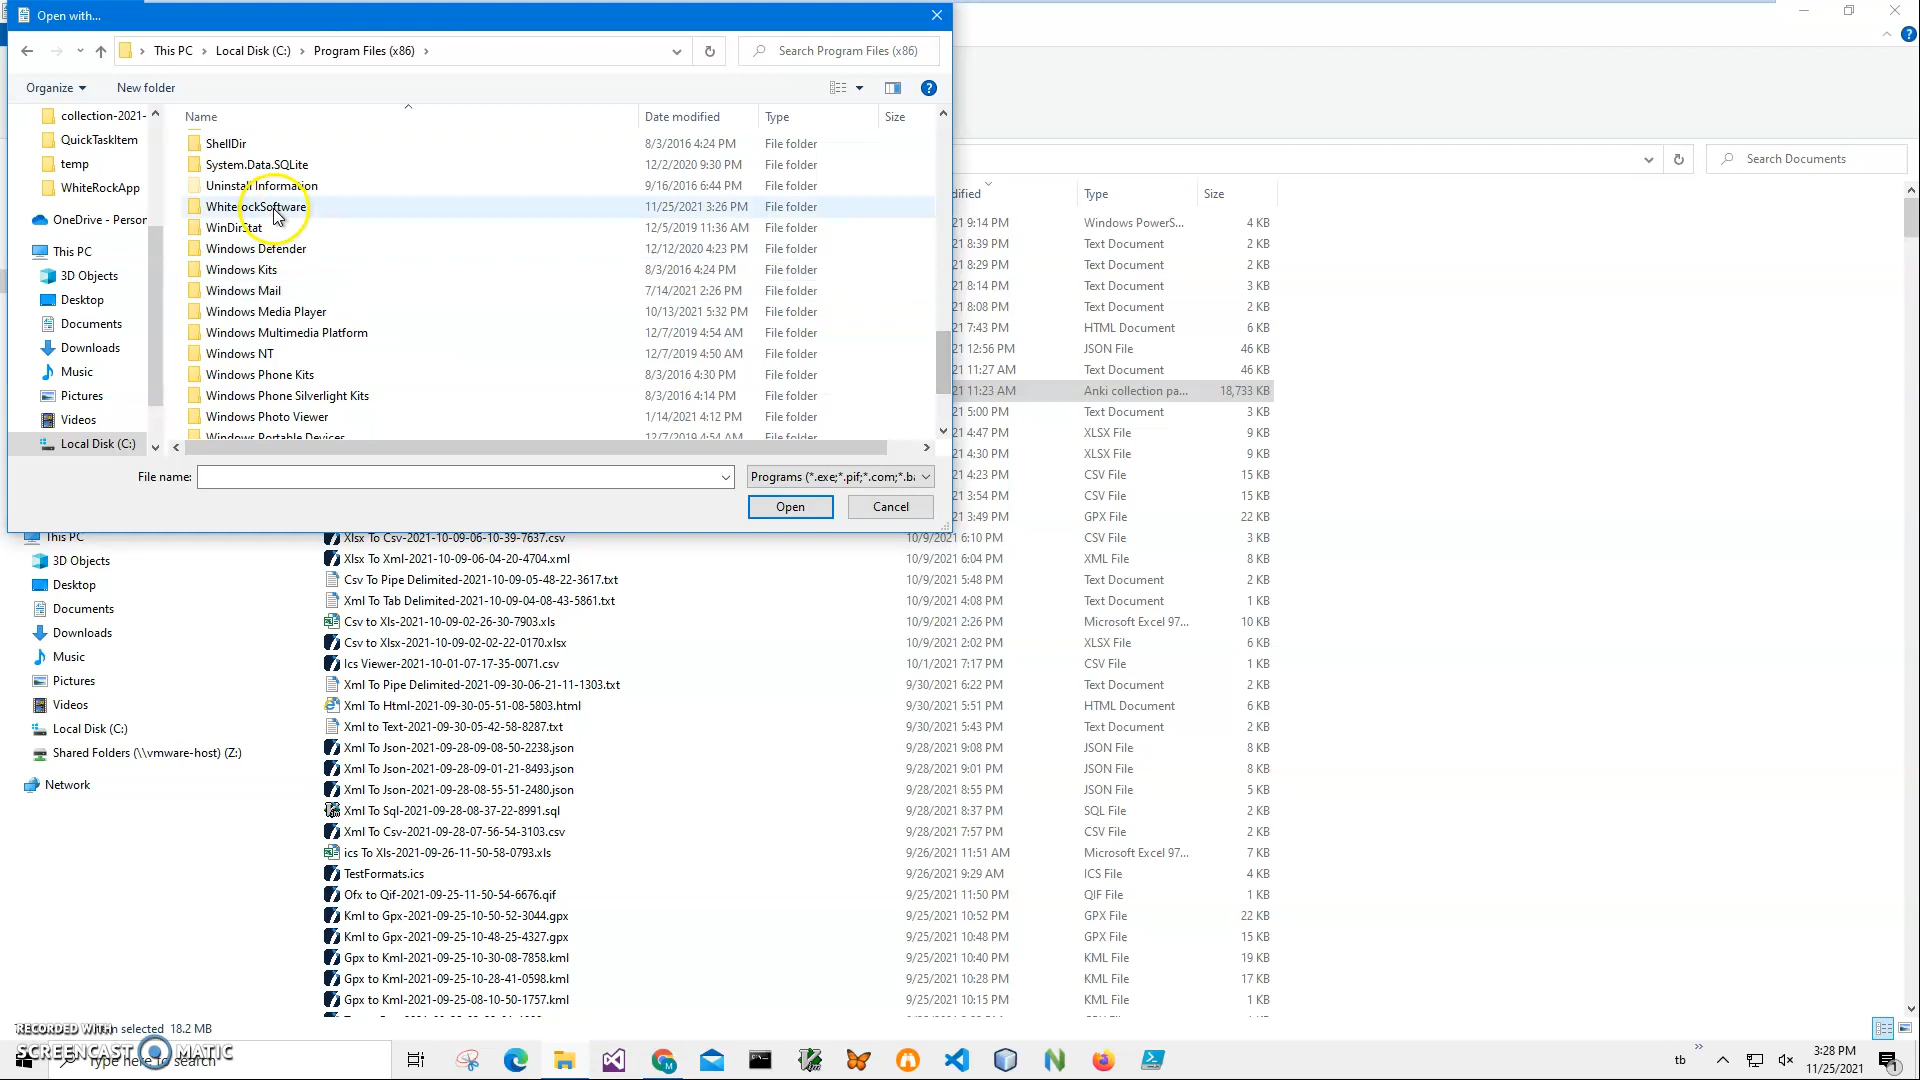 Open with...
This PC > Local Disk (C:) > Program Files (x86) >
Search Program Files (x86)
Organize
New folder
Name
Date modified
Type
Size
collection-2021-
QuickTaskItem
temp
WhiteRockApp
OneDrive - Person
This PC
3D Objects
Desktop
Documents
Downloads
Music
Pictures
Videos
Local Disk (C:)
ShellDir 8/3/2016 4:24 PM File folder
System.Data.SQLite 12/2/2020 9:30 PM File folder
Uninstall Information 9/16/2016 6:44 PM File folder
WhiterockSoftware 11/25/2021 3:26 PM File folder
WinDirStat 12/5/2019 11:36 AM File folder
Windows Defender 12/12/2020 4:23 PM File folder
Windows Kits 8/3/2016 4:24 PM File folder
Windows Mail 7/14/2021 2:26 PM File folder
Windows Media Player 10/13/2021 5:32 PM File folder
Windows Multimedia Platform 12/7/2019 4:54 AM File folder
Windows NT 12/7/2019 4:50 AM File folder
Windows Phone Kits 8/3/2016 4:30 PM File folder
Windows Phone Silverlight Kits 8/3/2016 4:14 PM File folder
Windows Photo Viewer 1/14/2021 4:12 PM File folder
Windows Portable Devices 12/7/2019 4:54 AM File folder
File name:
Programs (*.exe;*.pif;*.com;*.ba
Open
Cancel
Search Documents
dified Type Size
21 9:14 PM Windows PowerS... 4 KB
21 8:39 PM Text Document 2 KB
21 8:29 PM Text Document 2 KB
21 8:14 PM Text Document 3 KB
21 8:08 PM Text Document 2 KB
21 7:43 PM HTML Document 6 KB
21 12:56 PM JSON File 46 KB
21 11:27 AM Text Document 46 KB
21 11:23 AM Anki collection pa... 18,733 KB
21 5:00 PM Text Document 3 KB
21 4:47 PM XLSX File 9 KB
21 4:30 PM XLSX File 9 KB
21 4:23 PM CSV File 15 KB
21 3:54 PM CSV File 15 KB
21 3:49 PM GPX File 22 KB
This PC
3D Objects
Desktop
Documents
Downloads
Music
Pictures
Videos
Local Disk (C:)
Shared Folders (\\vmware-host) (Z:)
Network
Xlsx To Csv-2021-10-09-06-10-39-7637.csv 10/9/2021 6:10 PM CSV File 3 KB
Xlsx To Xml-2021-10-09-06-04-20-4704.xml 10/9/2021 6:04 PM XML File 8 KB
Csv To Pipe Delimited-2021-10-09-05-48-22-3617.txt 10/9/2021 5:48 PM Text Document 2 KB
Xml To Tab Delimited-2021-10-09-04-08-43-5861.txt 10/9/2021 4:08 PM Text Document 1 KB
Csv to Xls-2021-10-09-02-26-30-7903.xls 10/9/2021 2:26 PM Microsoft Excel 97... 10 KB
Csv to Xlsx-2021-10-09-02-02-22-0170.xlsx 10/9/2021 2:02 PM XLSX File 6 KB
Ics Viewer-2021-10-01-07-17-35-0071.csv 10/1/2021 7:17 PM CSV File 1 KB
Xml To Pipe Delimited-2021-09-30-06-21-11-1303.txt 9/30/2021 6:22 PM Text Document 2 KB
Xml To Html-2021-09-30-05-51-08-5803.html 9/30/2021 5:51 PM HTML Document 6 KB
Xml to Text-2021-09-30-05-42-58-8287.txt 9/30/2021 5:43 PM Text Document 2 KB
Xml To Json-2021-09-28-09-08-50-2238.json 9/28/2021 9:08 PM JSON File 8 KB
Xml To Json-2021-09-28-09-01-21-8493.json 9/28/2021 9:01 PM JSON File 8 KB
Xml To Json-2021-09-28-08-55-51-2480.json 9/28/2021 8:55 PM JSON File 5 KB
Xml To Sql-2021-09-28-08-37-22-8991.sql 9/28/2021 8:37 PM SQL File 2 KB
Xml To Csv-2021-09-28-07-56-54-3103.csv 9/28/2021 7:57 PM CSV File 2 KB
ics To Xls-2021-09-26-11-50-58-0793.xls 9/26/2021 11:51 AM Microsoft Excel 97... 7 KB
TestFormats.ics 9/26/2021 9:29 AM ICS File 4 KB
Ofx to Qif-2021-09-25-11-50-54-6676.qif 9/25/2021 11:50 PM QIF File 1 KB
Kml to Gpx-2021-09-25-10-50-52-3044.gpx 9/25/2021 10:52 PM GPX File 22 KB
Kml to Gpx-2021-09-25-10-48-25-4327.gpx 9/25/2021 10:48 PM GPX File 15 KB
Gpx to Kml-2021-09-25-10-30-08-7858.kml 9/25/2021 10:40 PM KML File 19 KB
Gpx to Kml-2021-09-25-10-28-41-0598.kml 9/25/2021 10:28 PM KML File 17 KB
Gpx to Kml-2021-09-25-08-10-50-1757.kml 9/25/2021 10:15 PM KML File 1 KB
selected 18.2 MB
RECORDED WITH
SCREENCAST MATIC
Type here to search
tb
3:28 PM
11/25/2021
1